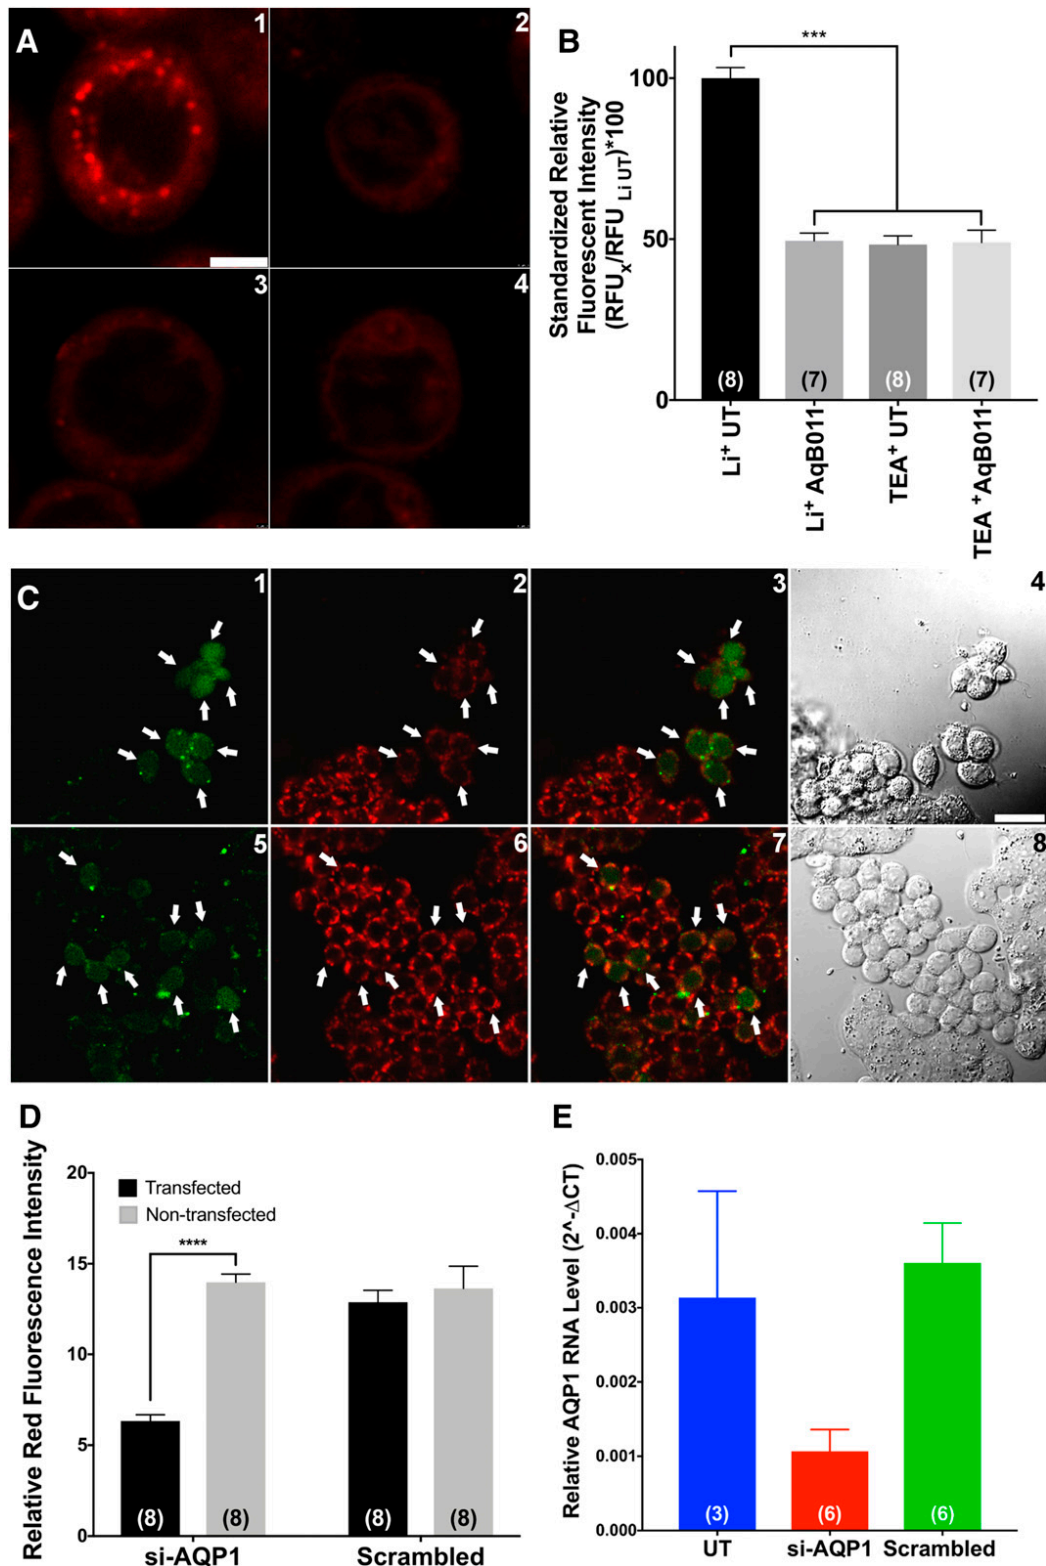 A
1
2
3
4
B
***
Standardized Relative
Fluorescent Intensity
(RFUX/RFU Li UT)*100
100
50
0
(8)
(7)
(8)
(7)
Li+ UT
Li+ AqB011
TEA+ UT
TEA+ AqB011
C
1
2
3
4
5
6
7
8
D
Relative Red Fluorescence Intensity
20
15
10
5
0
Transfected
Non-transfected
****
(8)
(8)
(8)
(8)
si-AQP1
Scrambled
E
Relative AQP1 RNA Level (2^-ΔCT)
0.005
0.004
0.003
0.002
0.001
0.000
(3)
(6)
(6)
UT
si-AQP1
Scrambled